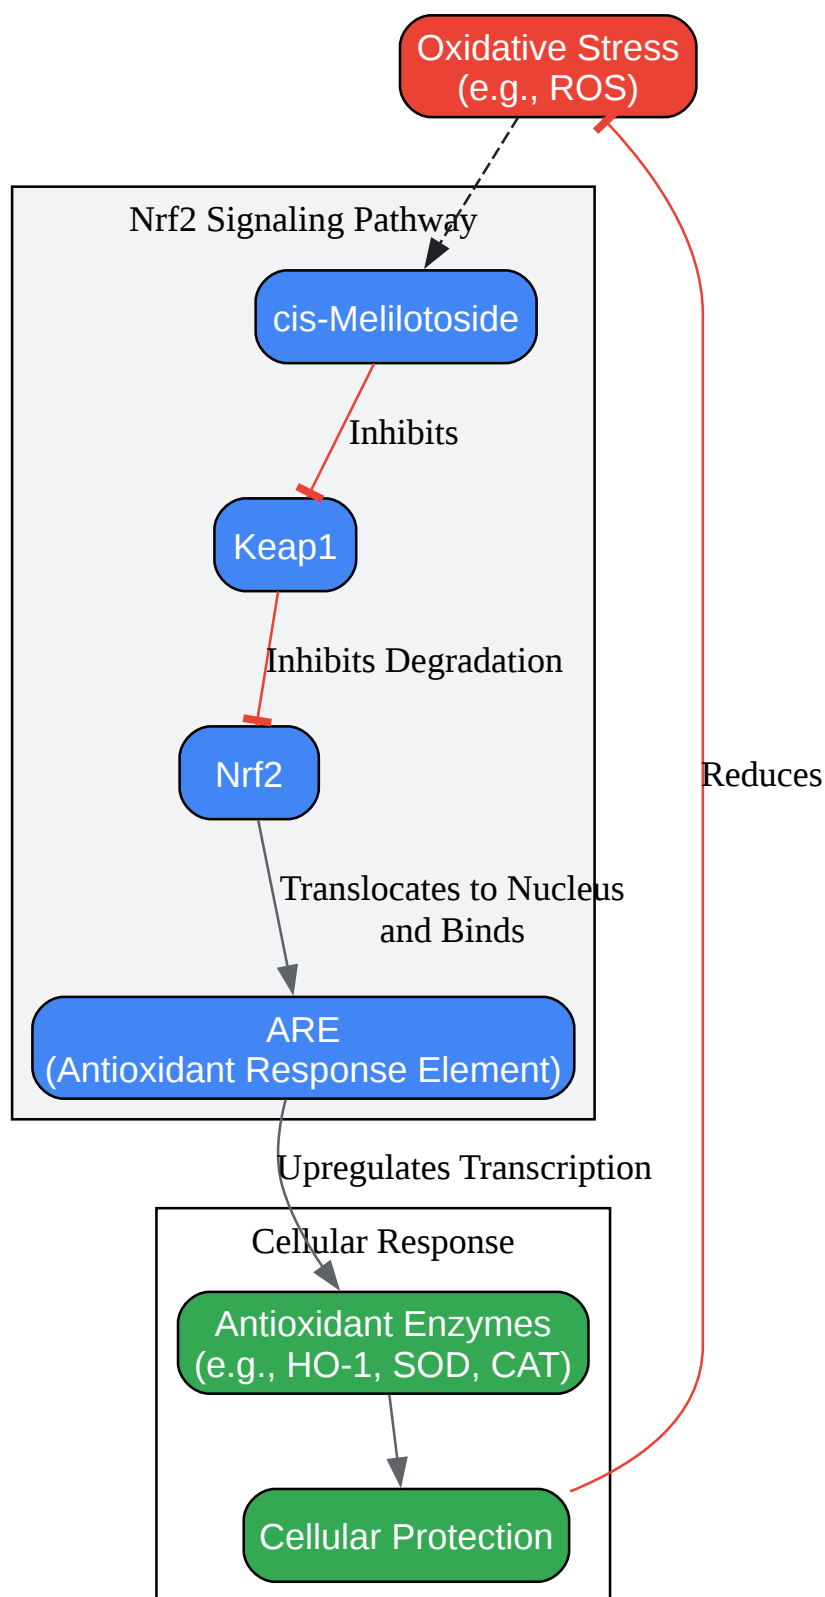 Oxidative Stress
(e.g., ROS)
Nrf2 Signaling Pathway
cis-Melilotoside
Inhibits
Keap1
Inhibits Degradation
Nrf2
Reduces
Translocates to Nucleus
and Binds
ARE
(Antioxidant Response Element)
Upregulates Transcription
Cellular Response
Antioxidant Enzymes
(e.g., HO-1, SOD, CAT)
Cellular Protection